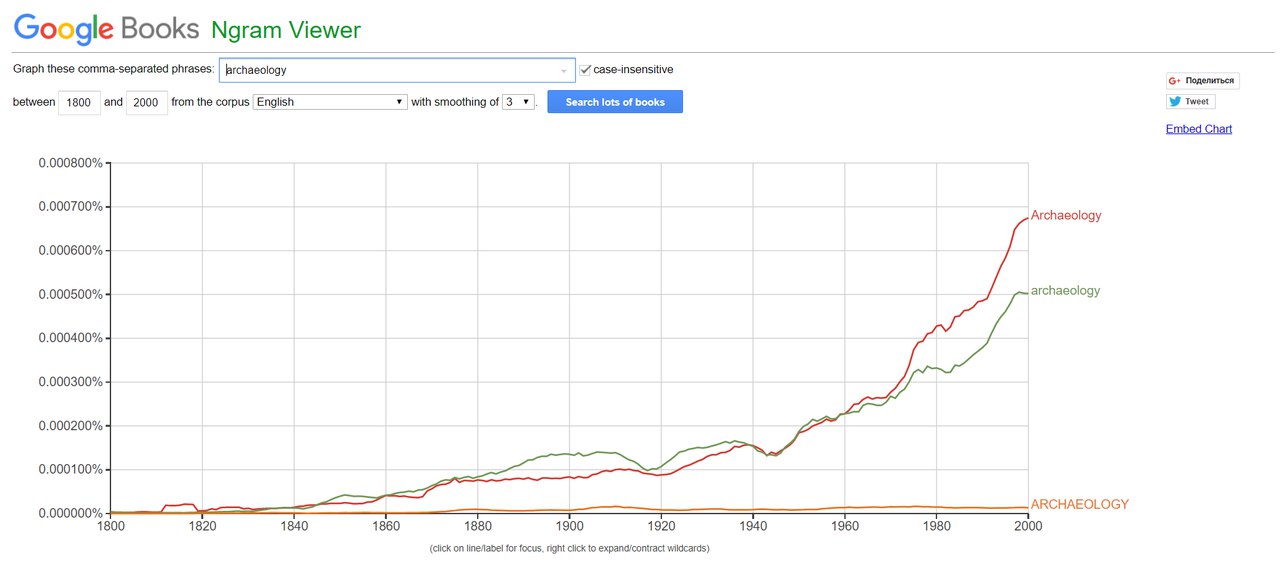 Google Books Ngram Viewer
Graph these comma-separated phrases: archaeology case-insensitive
between 1800 and 2000 from the corpus English with smoothing of 3 . Search lots of books
G+ Поделиться
Tweet
Embed Chart
0.000800%
0.000700%
0.000600%
0.000500%
0.000400%
0.000300%
0.000200%
0.000100%
0.000000%
Archaeology
archaeology
ARCHAEOLOGY
1800 1820 1840 1860 1880 1900 1920 1940 1960 1980 2000
(click on line/label for focus, right click to expand/contract wildcards)